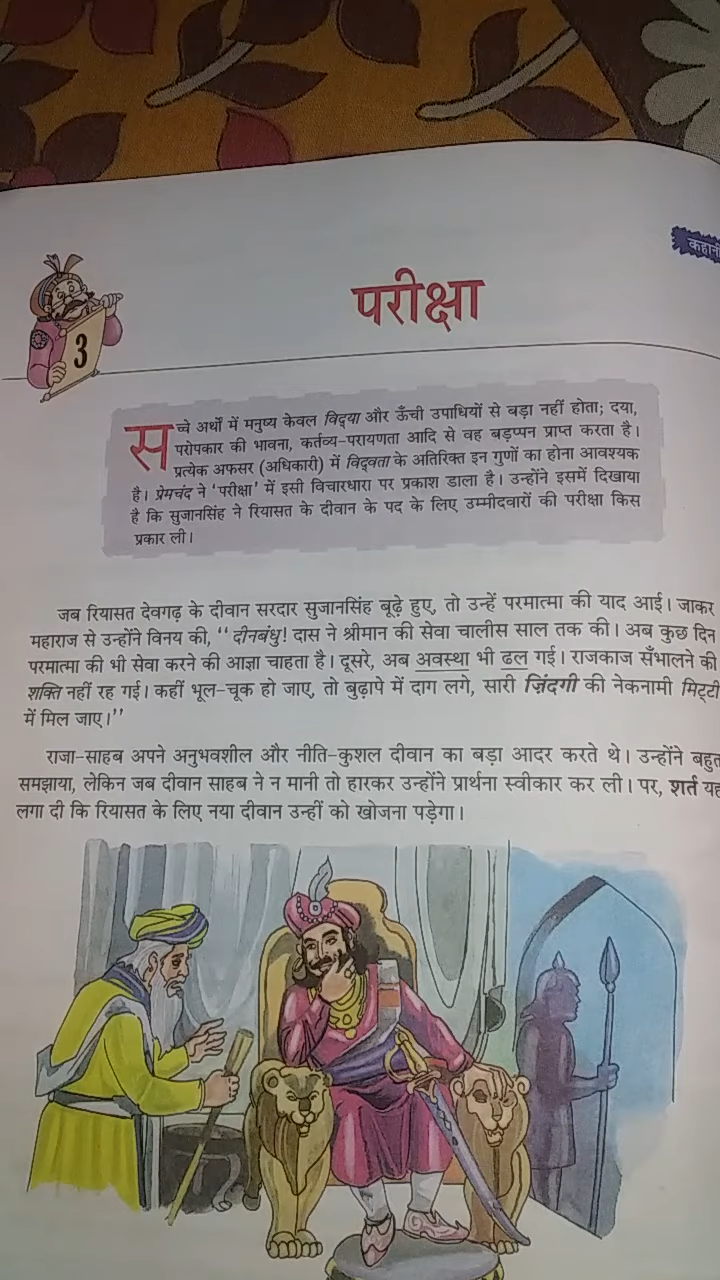 कहानी
परीक्षा
3
सच्चे अर्थों में मनुष्य केवल विद्या और ऊँची उपाधियों से बड़ा नहीं होता; दया,
परोपकार की भावना, कर्तव्य-परायणता आदि से वह बड़प्पन प्राप्त करता है।
प्रत्येक अफसर (अधिकारी) में विद्वता के अतिरिक्त इन गुणों का होना आवश्यक
है। प्रेमचंद ने 'परीक्षा' में इसी विचारधारा पर प्रकाश डाला है। उन्होंने इसमें दिखाया
है कि सुजानसिंह ने रियासत के दीवान के पद के लिए उम्मीदवारों की परीक्षा किस
प्रकार ली।
जब रियासत देवगढ़ के दीवान सरदार सुजानसिंह बूढ़े हुए, तो उन्हें परमात्मा की याद आई। जाकर
महाराज से उन्होंने विनय की, "दीनबंधु! दास ने श्रीमान की सेवा चालीस साल तक की। अब कुछ दिन
परमात्मा की भी सेवा करने की आज्ञा चाहता है। दूसरे, अब अवस्था भी ढल गई। राजकाज सँभालने की
शक्ति नहीं रह गई। कहीं भूल-चूक हो जाए, तो बुढ़ापे में दाग लगे, सारी ज़िंदगी की नेकनामी मिट्टी
में मिल जाए।"
राजा-साहब अपने अनुभवशील और नीति-कुशल दीवान का बड़ा आदर करते थे। उन्होंने बहुत
समझाया, लेकिन जब दीवान साहब ने न मानी तो हारकर उन्होंने प्रार्थना स्वीकार कर ली। पर, शर्त यह
लगा दी कि रियासत के लिए नया दीवान उन्हीं को खोजना पड़ेगा।